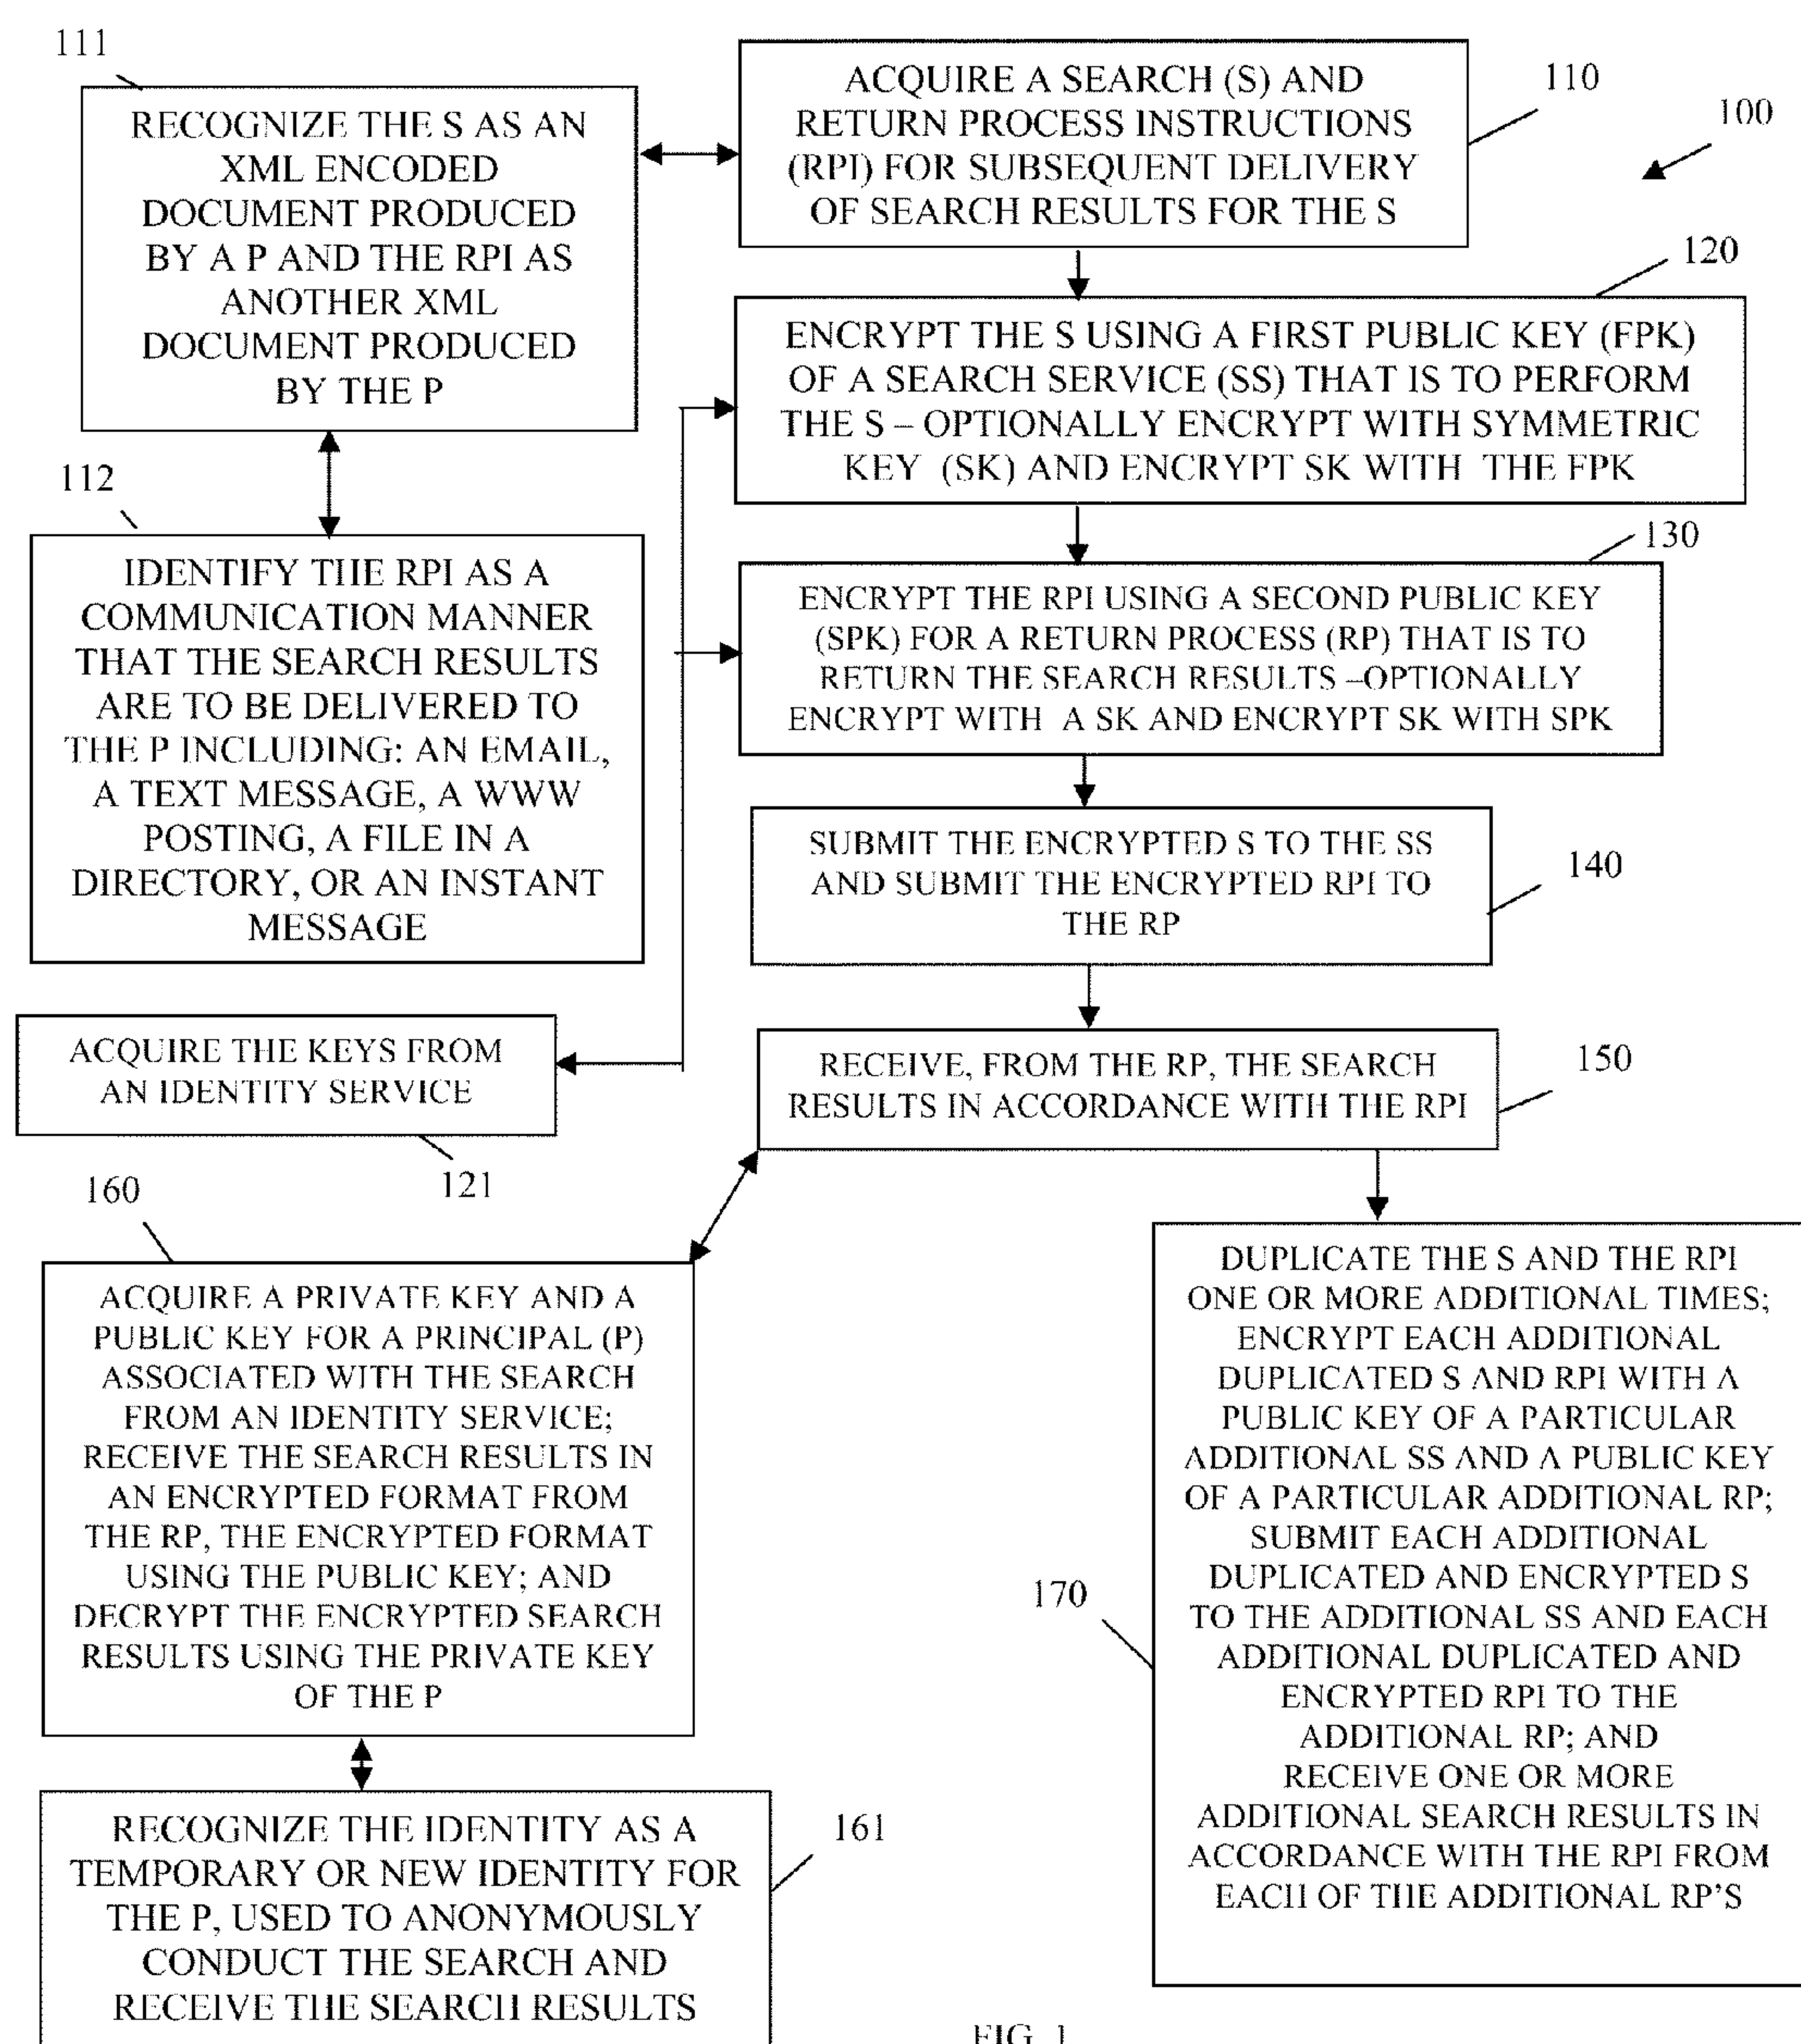 111
RECOGNIZE THE S AS AN
XML ENCODED
DOCUMENT PRODUCED
BY A P AND THE RPI AS
ANOTHER XML
DOCUMENT PRODUCED
BY THE P
ACQUIRE A SEARCH (S) AND
RETURN PROCESS INSTRUCTIONS
(RPI) FOR SUBSEQUENT DELIVERY
OF SEARCH RESULTS FOR THE S
110
100
120
ENCRYPT THE S USING A FIRST PUBLIC KEY (FPK)
OF A SEARCH SERVICE (SS) THAT IS TO PERFORM
THE S – OPTIONALLY ENCRYPT WITH SYMMETRIC
KEY (SK) AND ENCRYPT SK WITH THE FPK
112
IDENTIFY THE RPI AS A
COMMUNICATION MANNER
THAT THE SEARCH RESULTS
ARE TO BE DELIVERED TO
THE P INCLUDING: AN EMAIL,
A TEXT MESSAGE, A WWW
POSTING, A FILE IN A
DIRECTORY, OR AN INSTANT
MESSAGE
130
ENCRYPT THE RPI USING A SECOND PUBLIC KEY
(SPK) FOR A RETURN PROCESS (RP) THAT IS TO
RETURN THE SEARCH RESULTS –OPTIONALLY
ENCRYPT WITH A SK AND ENCRYPT SK WITH SPK
SUBMIT THE ENCRYPTED S TO THE SS
AND SUBMIT THE ENCRYPTED RPI TO
THE RP
140
ACQUIRE THE KEYS FROM
AN IDENTITY SERVICE
121
RECEIVE, FROM THE RP, THE SEARCH
RESULTS IN ACCORDANCE WITH THE RPI
150
160
ACQUIRE A PRIVATE KEY AND A
PUBLIC KEY FOR A PRINCIPAL (P)
ASSOCIATED WITH THE SEARCH
FROM AN IDENTITY SERVICE;
RECEIVE THE SEARCH RESULTS IN
AN ENCRYPTED FORMAT FROM
THE RP, THE ENCRYPTED FORMAT
USING THE PUBLIC KEY; AND
DECRYPT THE ENCRYPTED SEARCH
RESULTS USING THE PRIVATE KEY
OF THE P
170
DUPLICATE THE S AND THE RPI
ONE OR MORE ADDITIONAL TIMES;
ENCRYPT EACH ADDITIONAL
DUPLICATED S AND RPI WITH A
PUBLIC KEY OF A PARTICULAR
ADDITIONAL SS AND A PUBLIC KEY
OF A PARTICULAR ADDITIONAL RP;
SUBMIT EACH ADDITIONAL
DUPLICATED AND ENCRYPTED S
TO THE ADDITIONAL SS AND EACH
ADDITIONAL DUPLICATED AND
ENCRYPTED RPI TO THE
ADDITIONAL RP; AND
RECEIVE ONE OR MORE
ADDITIONAL SEARCH RESULTS IN
ACCORDANCE WITH THE RPI FROM
EACH OF THE ADDITIONAL RP'S
RECOGNIZE THE IDENTITY AS A
TEMPORARY OR NEW IDENTITY FOR
THE P, USED TO ANONYMOUSLY
CONDUCT THE SEARCH AND
RECEIVE THE SEARCH RESULTS
161
FIG. 1